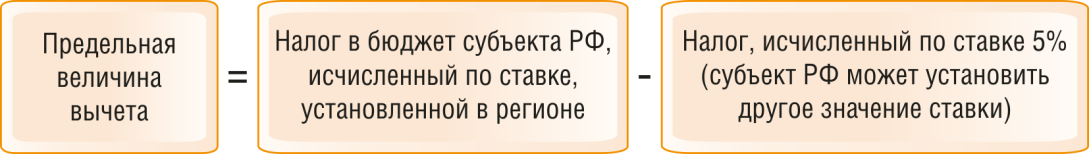 Предельная
величина
вычета
=
Налог в бюджет субъекта РФ,
исчисленный по ставке,
установленной в регионе
-
Налог, исчисленный по ставке 5%
(субъект РФ может установить
другое значение ставки)